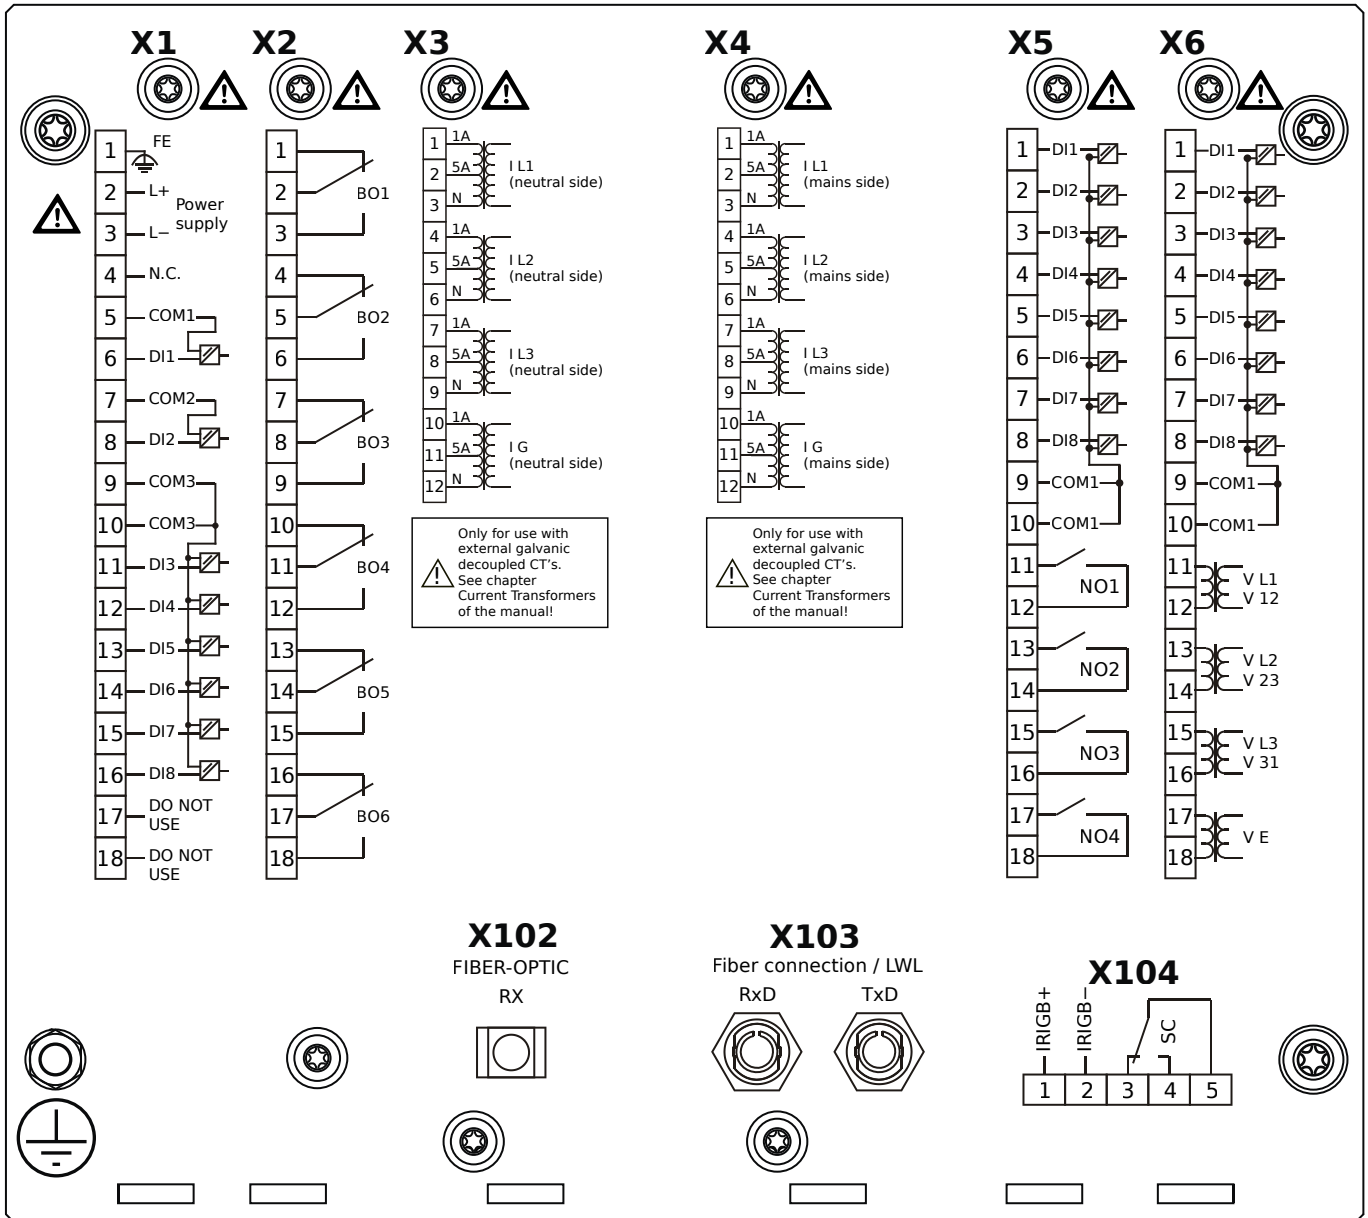 X1
X2
X3
X4
X5
X6
1
FE
2
L+
Power
supply
3
L−
4
N.C.
5
COM1
6
DI1
7
COM2
8
DI2
9
COM3
10
COM3
11
DI3
12
DI4
13
DI5
14
DI6
15
DI7
16
DI8
17
DO NOT
USE
18
DO NOT
USE
1
2
BO1
3
4
5
BO2
6
7
8
BO3
9
10
11
BO4
12
13
14
BO5
15
16
17
BO6
18
1
1A
2
5A
I L1
(neutral side)
3
N
4
1A
5
5A
I L2
(neutral side)
6
N
7
1A
8
5A
I L3
(neutral side)
9
N
10
1A
11
5A
I G
(neutral side)
12
N
Only for use with
external galvanic
decoupled CT's.
See chapter
Current Transformers
of the manual!
1
1A
2
5A
I L1
(mains side)
3
N
4
1A
5
5A
I L2
(mains side)
6
N
7
1A
8
5A
I L3
(mains side)
9
N
10
1A
11
5A
I G
(mains side)
12
N
Only for use with
external galvanic
decoupled CT's.
See chapter
Current Transformers
of the manual!
1
DI1
2
DI2
3
DI3
4
DI4
5
DI5
6
DI6
7
DI7
8
DI8
9
COM1
10
COM1
11
NO1
12
13
NO2
14
15
NO3
16
17
NO4
18
1
DI1
2
DI2
3
DI3
4
DI4
5
DI5
6
DI6
7
DI7
8
DI8
9
COM1
10
COM1
11
V L1
V 12
12
13
V L2
V 23
14
15
V L3
V 31
16
17
V E
18
X102
FIBER-OPTIC
RX
X103
Fiber connection / LWL
RxD
TxD
X104
IRIGB+
IRIGB−
SC
1
2
3
4
5